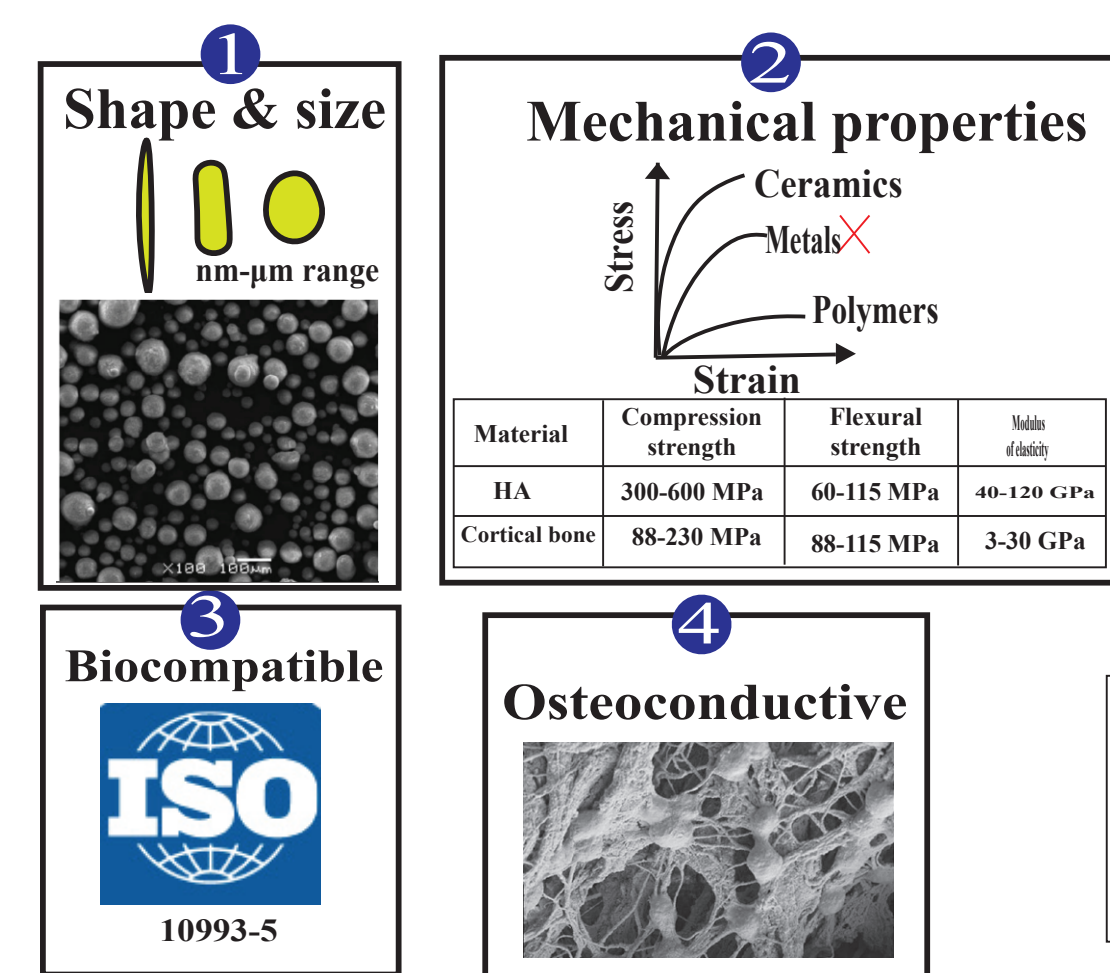 1
Shape & size
nm-μm range
×100 100μm
2
Mechanical properties
Stress
Ceramics
Metals
Polymers
Strain
Material Compression strength Flexural strength Modulus of elasticity
HA 300-600 MPa 60-115 MPa 40-120 GPa
Cortical bone 88-230 MPa 88-115 MPa 3-30 GPa
3
Biocompatible
ISO
10993-5
4
Osteoconductive